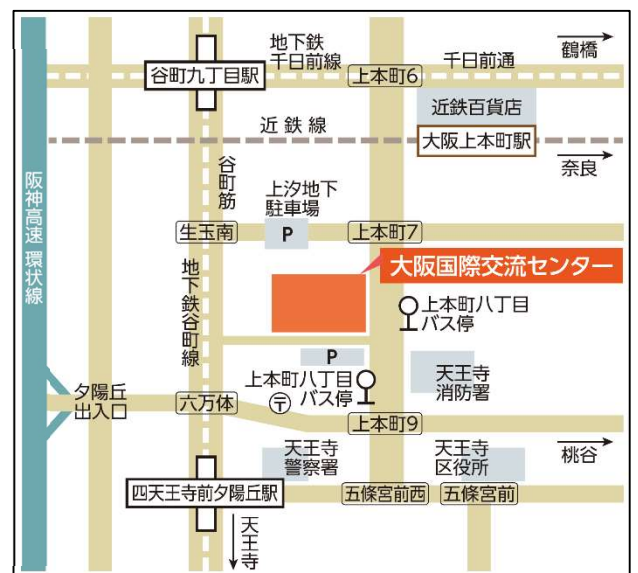 地下鉄
千日前線
千日前通
鶴橋
谷町九丁目駅
上本町6
近鉄百貨店
近鉄線
大阪上本町駅
奈良
阪神高速 環状線
谷町筋
上汐地下
駐車場
生玉南
P
上本町7
大阪国際交流センター
地下鉄谷町線
上本町八丁目
バス停
P
夕陽丘
出入口
六万体
上本町八丁目
バス停
〒
天王寺
消防署
上本町9
天王寺
警察署
天王寺
区役所
桃谷
四天王寺前夕陽丘駅
五條宮前西
五條宮前
天王寺